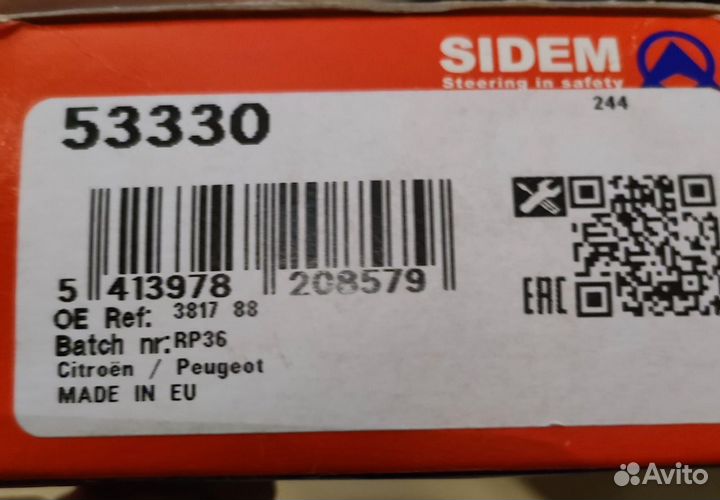 SIDEM
Steering in safety
244
53330
5 413978 208579
EAC
OE Ref: 3817 88
Batch nr: RP36
Citroën / Peugeot
MADE IN EU
Avito